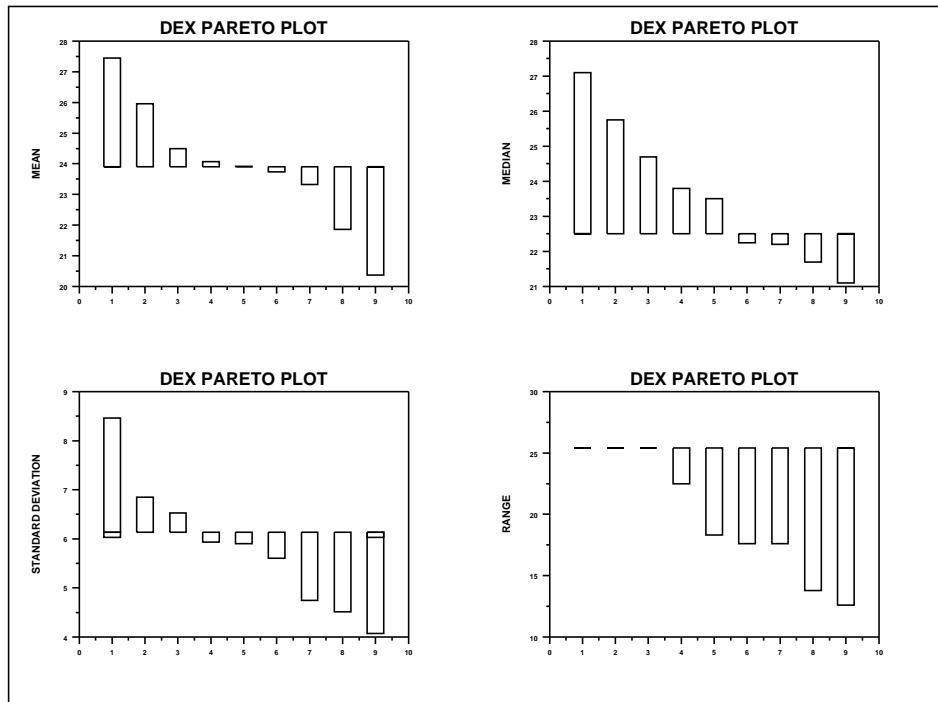 DEX PARETO PLOT
MEAN
28
27
26
25
24
23
22
21
20
0 1 2 3 4 5 6 7 8 9 10
DEX PARETO PLOT
MEDIAN
28
27
26
25
24
23
22
21
0 1 2 3 4 5 6 7 8 9 10
DEX PARETO PLOT
STANDARD DEVIATION
9
8
7
6
5
4
0 1 2 3 4 5 6 7 8 9 10
DEX PARETO PLOT
RANGE
30
25
20
15
10
0 1 2 3 4 5 6 7 8 9 10